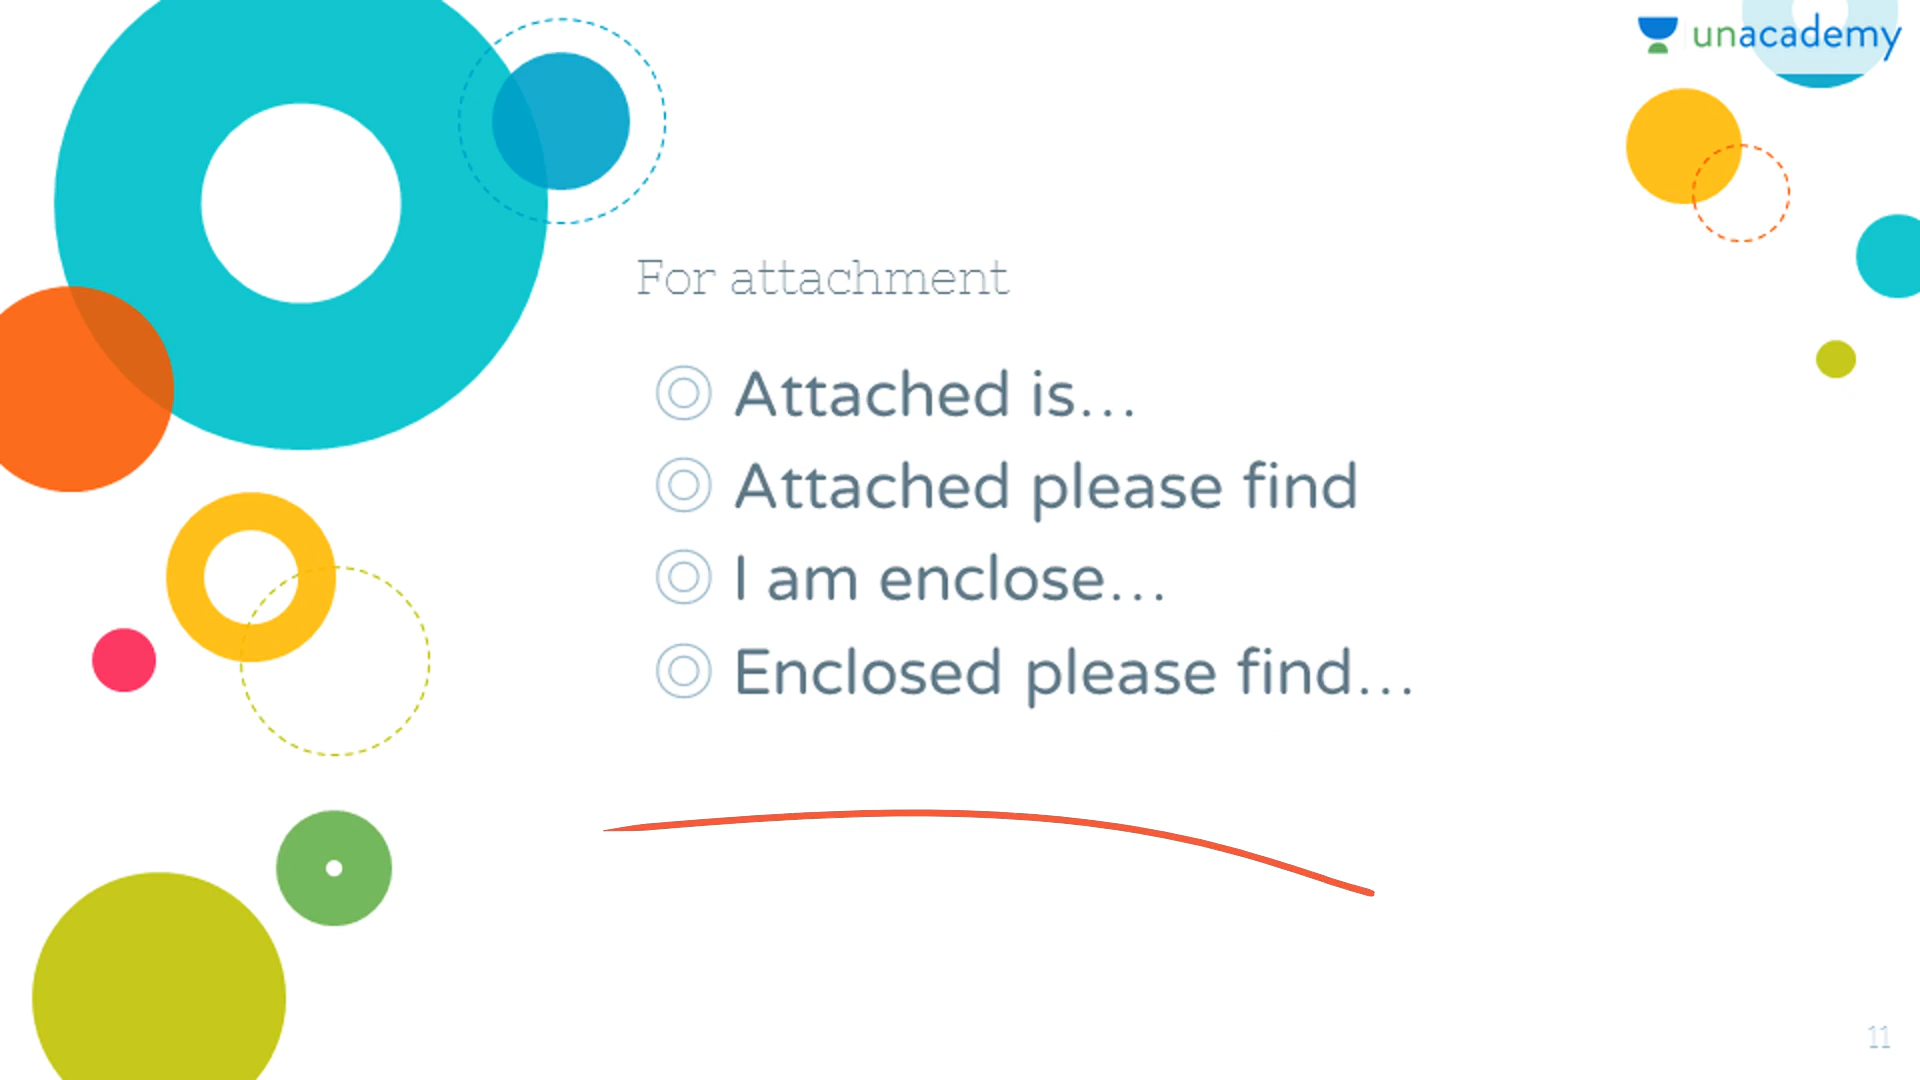 unacademy
For attachment
Attached is...
Attached please find
I am enclose...
Enclosed please find...
11